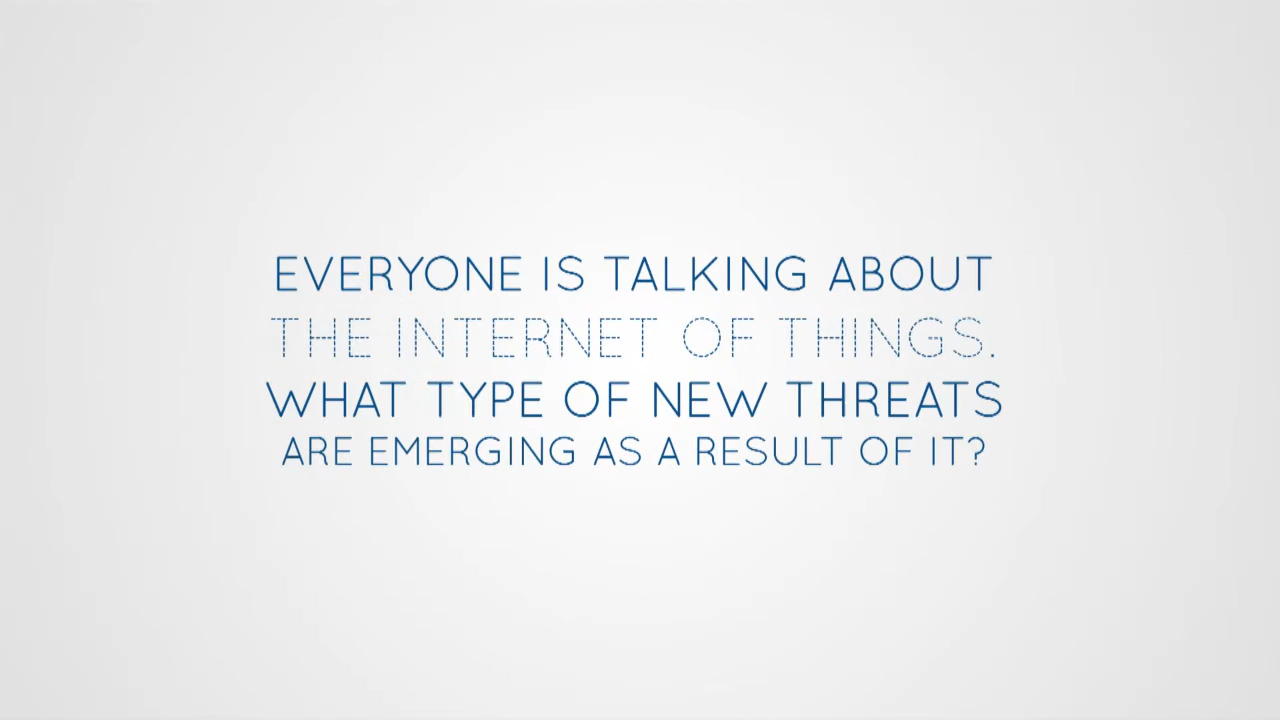 EVERYONE IS TALKING ABOUT
THE INTERNET OF THINGS.
WHAT TYPE OF NEW THREATS
ARE EMERGING AS A RESULT OF IT?